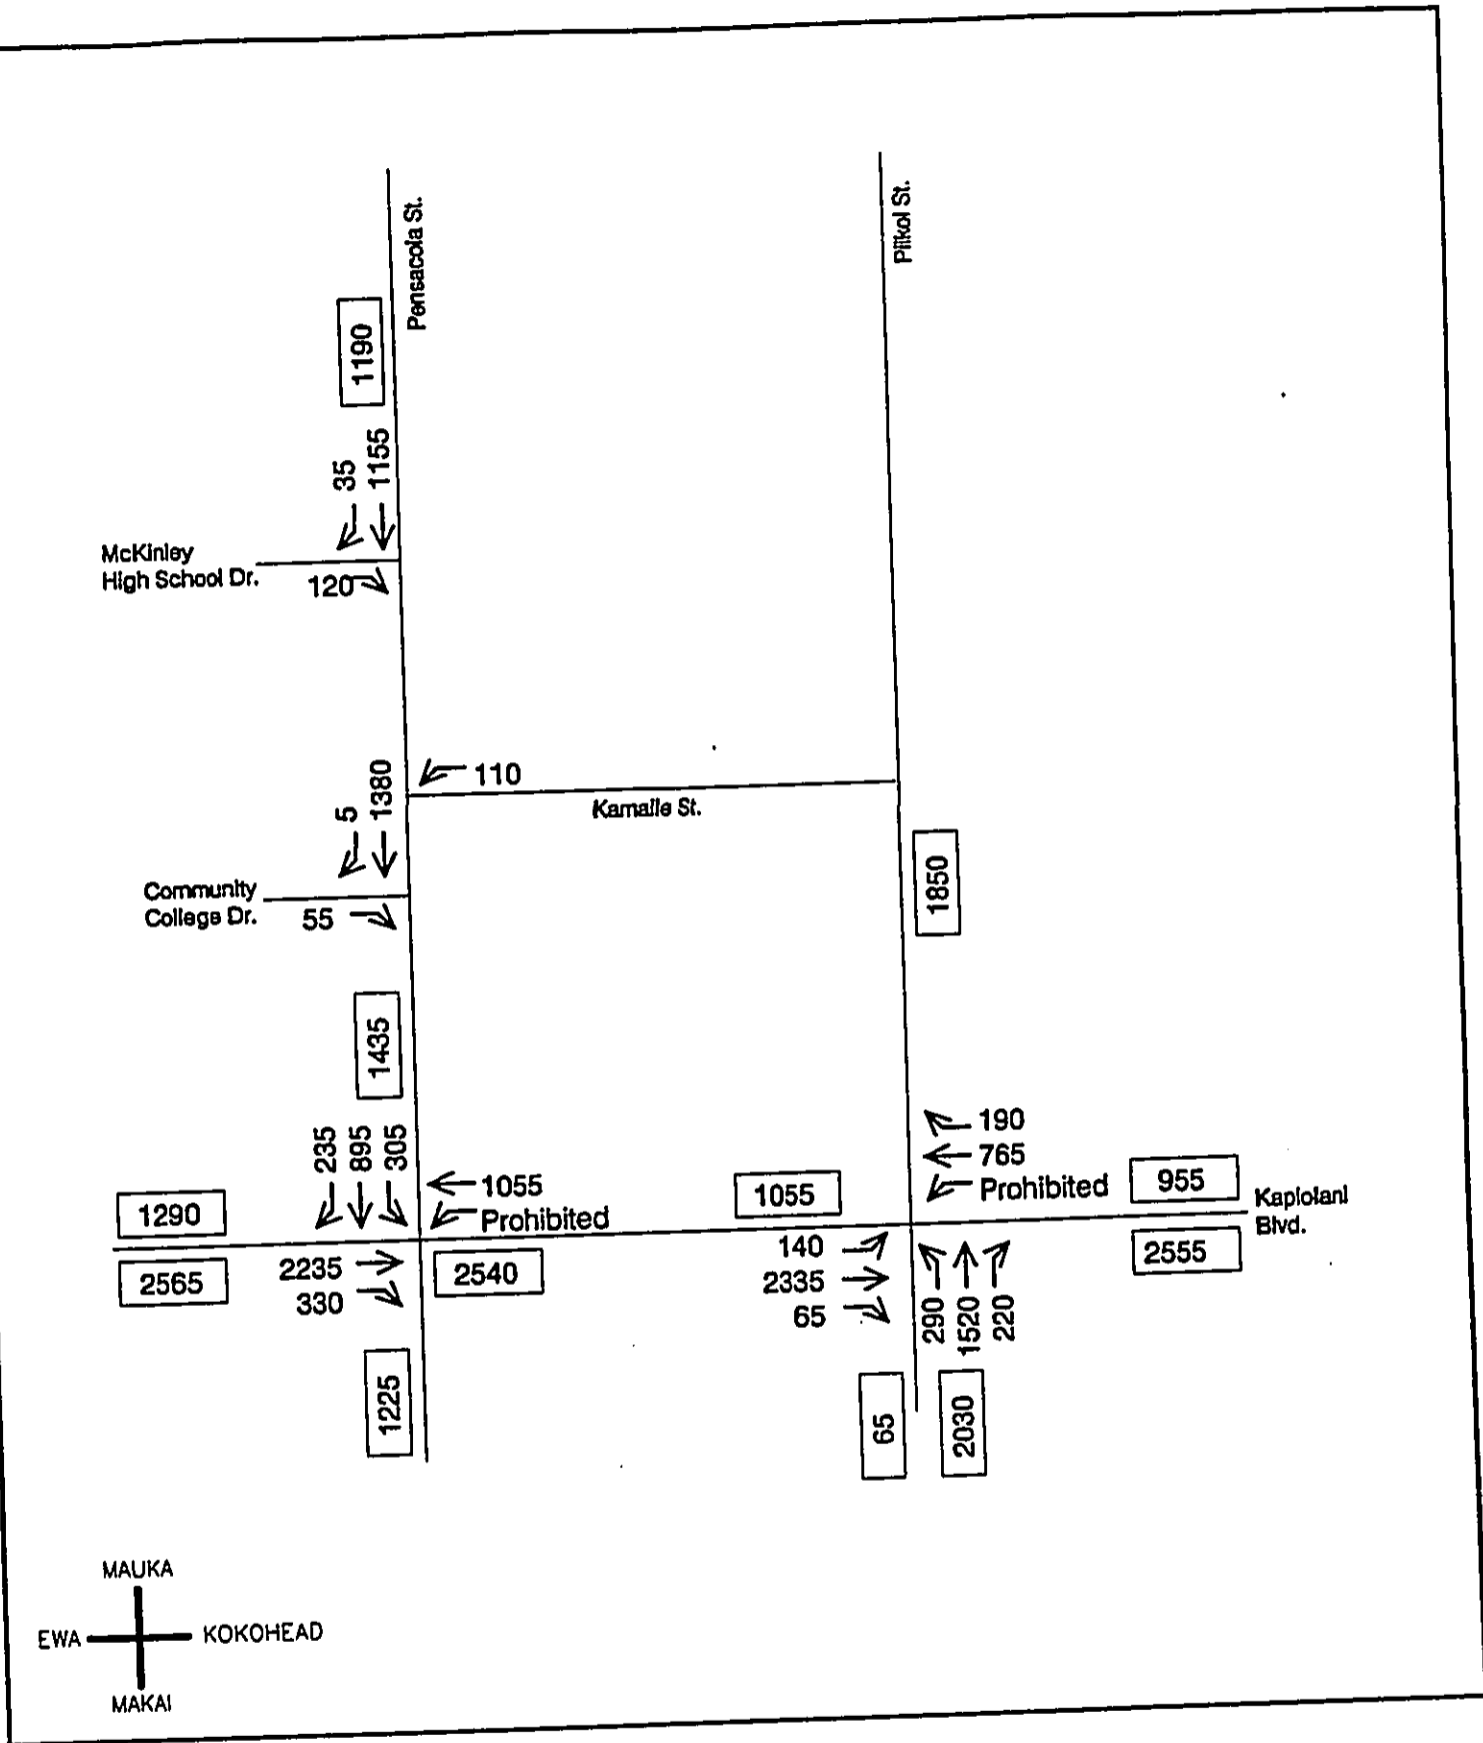 Pensacola St.
Piikoi St.
1190
35
1155
McKinley
High School Dr.
120
110
Kamaile St.
5
1380
Community
College Dr.
55
1850
1435
235
895
305
190
765
Prohibited
1055
Prohibited
1055
955
Kapiolani
Blvd.
1290
2565
2235
330
2540
140
2335
65
290
1520
220
2555
1225
65
2030
MAUKA
EWA
KOKOHEAD
MAKAI